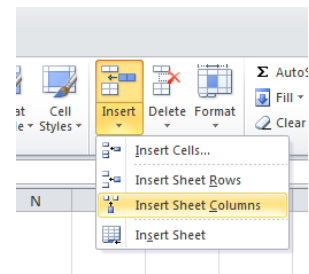 Σ AutoS
at Cell Insert Delete Format Fill
le Styles Clear
Insert Cells...
Insert Sheet Rows
N
Insert Sheet Columns
Insert Sheet